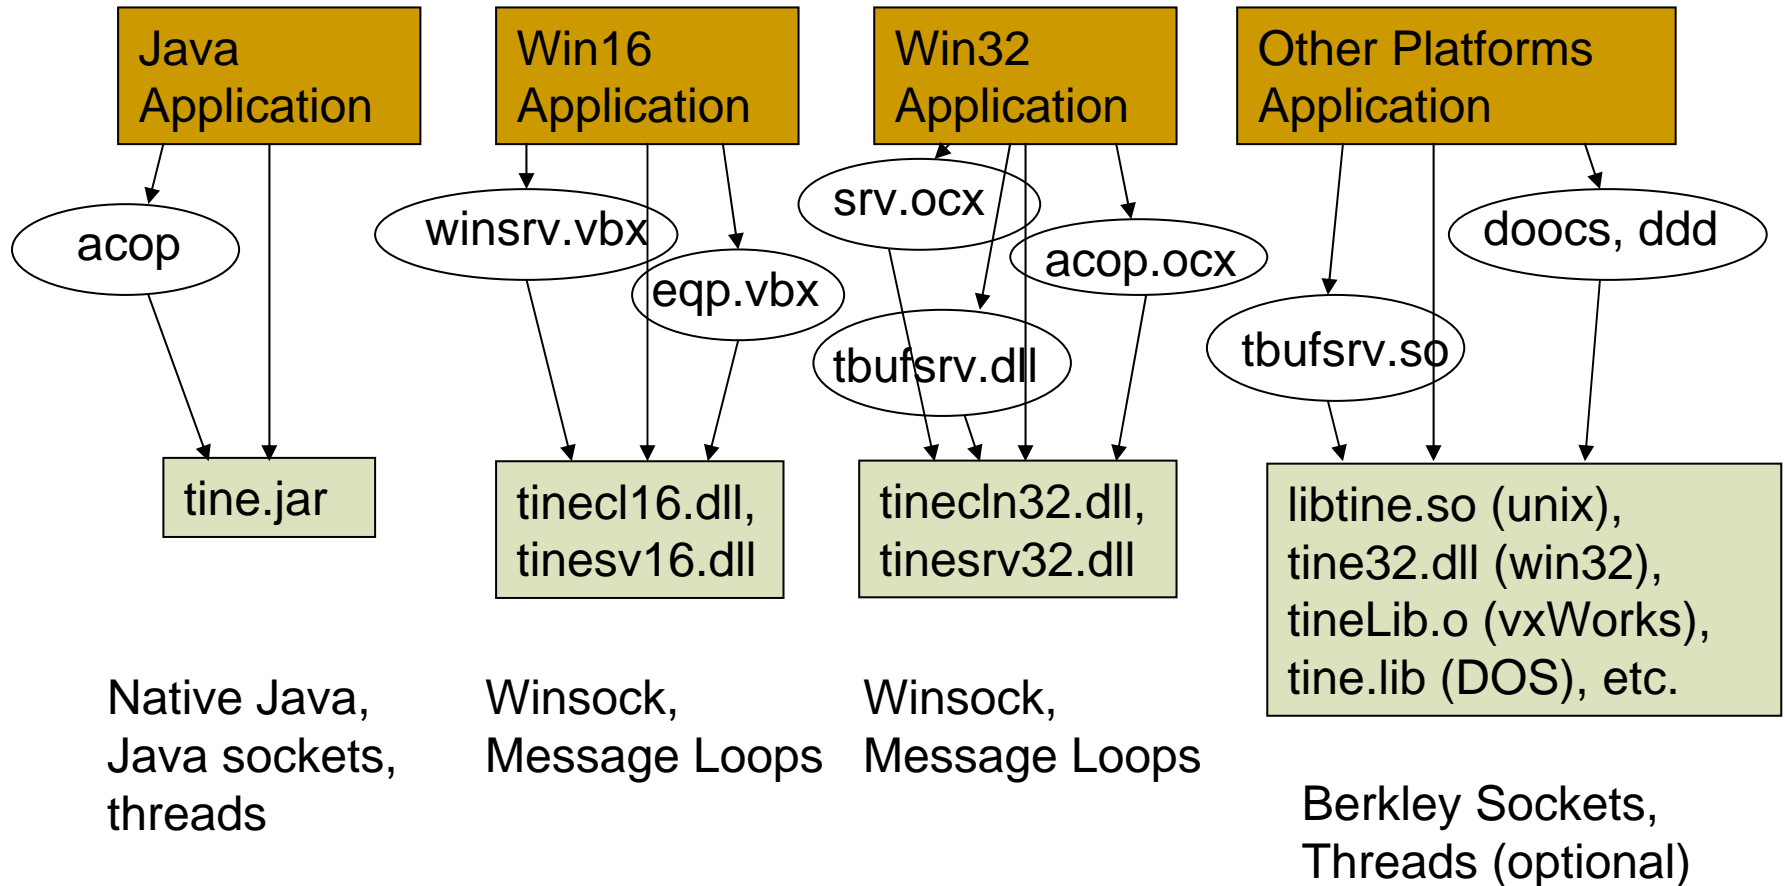 Java
Application
Win16
Application
Win32
Application
Other Platforms
Application
acop
winsrv.vbx
eqp.vbx
srv.ocx
acop.ocx
tbufsrv.dll
doocs, ddd
tbufsrv.so
tine.jar
tinecl16.dll,
tinesv16.dll
tinecln32.dll,
tinesrv32.dll
libtine.so (unix),
tine32.dll (win32),
tineLib.o (vxWorks),
tine.lib (DOS), etc.
Native Java,
Java sockets,
threads
Winsock,
Message Loops
Winsock,
Message Loops
Berkley Sockets,
Threads (optional)